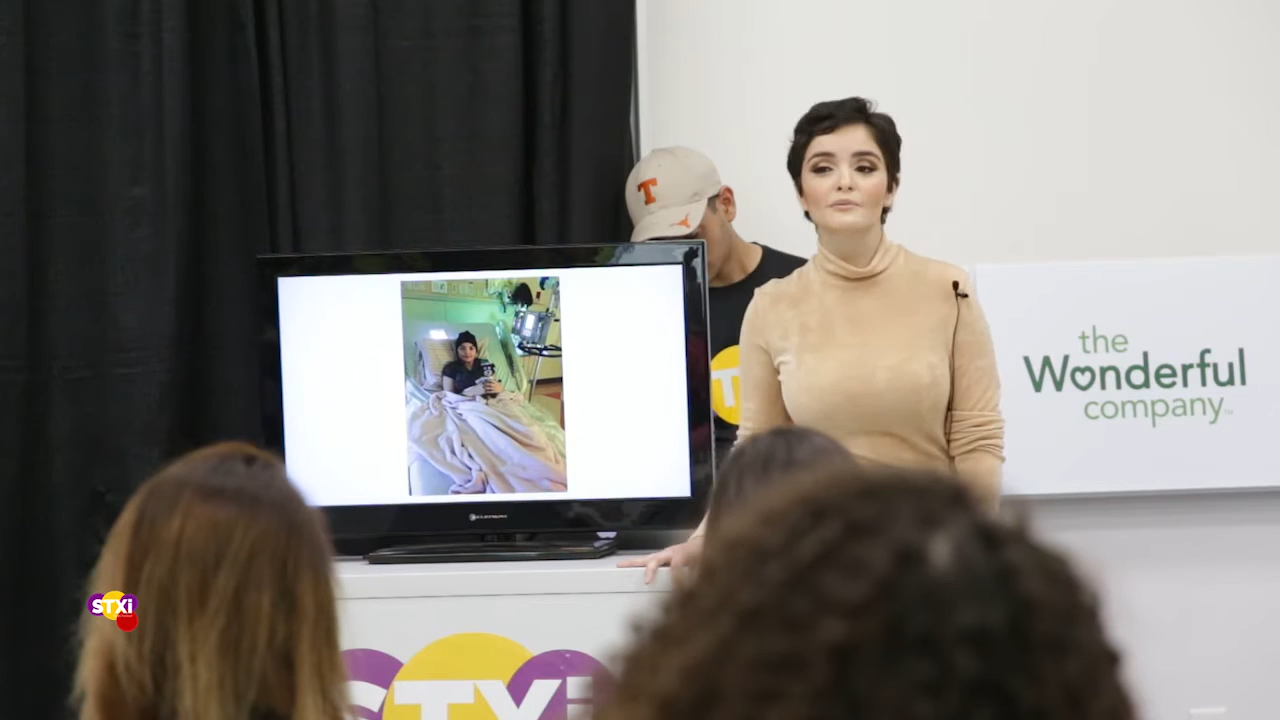 T
the
Wonderful
company
T
STXi
STXi